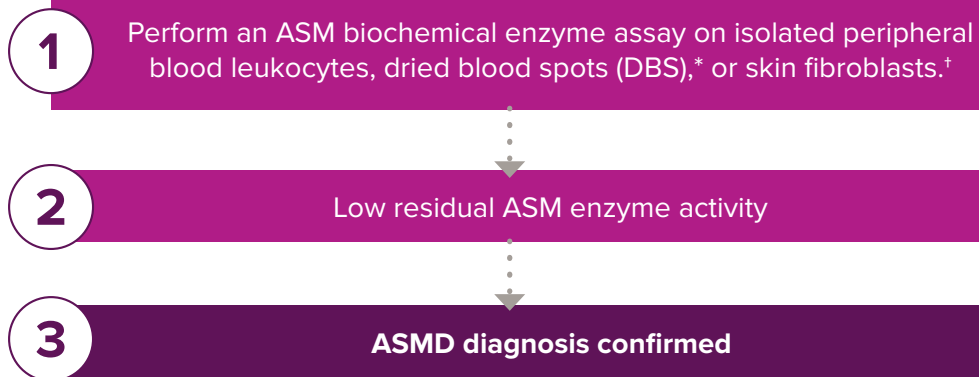 1
Perform an ASM biochemical enzyme assay on isolated peripheral
blood leukocytes, dried blood spots (DBS),* or skin fibroblasts.†
2
Low residual ASM enzyme activity
3
ASMD diagnosis confirmed